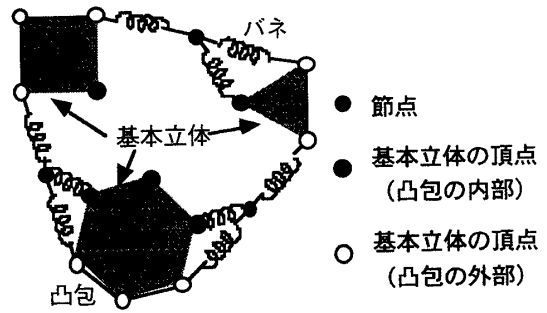 バネ
節点
基本立体
基本立体の頂点
(凸包の内部)
基本立体の頂点
(凸包の外部)
凸包